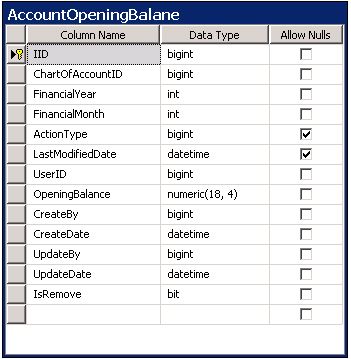 AccountOpeningBalane
Column Name Data Type Allow Nulls
IID bigint
ChartOfAccountID bigint
FinancialYear int
FinancialMonth int
ActionType bigint
LastModifiedDate datetime
UserID bigint
OpeningBalance numeric(18, 4)
CreateBy bigint
CreateDate datetime
UpdateBy bigint
UpdateDate datetime
IsRemove bit